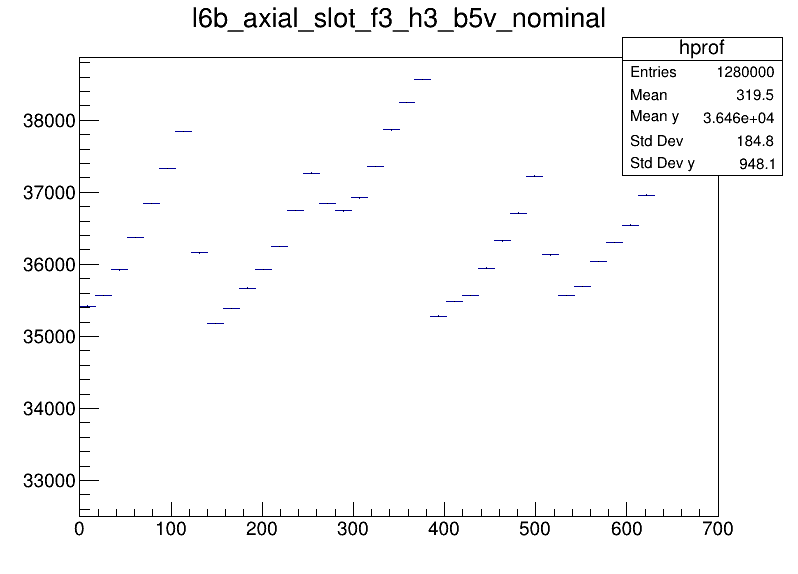 l6b_axial_slot_f3_h3_b5v_nominal
hprof
Entries 1280000
Mean 319.5
Mean y 3.646e+04
Std Dev 184.8
Std Dev y 948.1
38000
37000
36000
35000
34000
33000
0 100 200 300 400 500 600 700